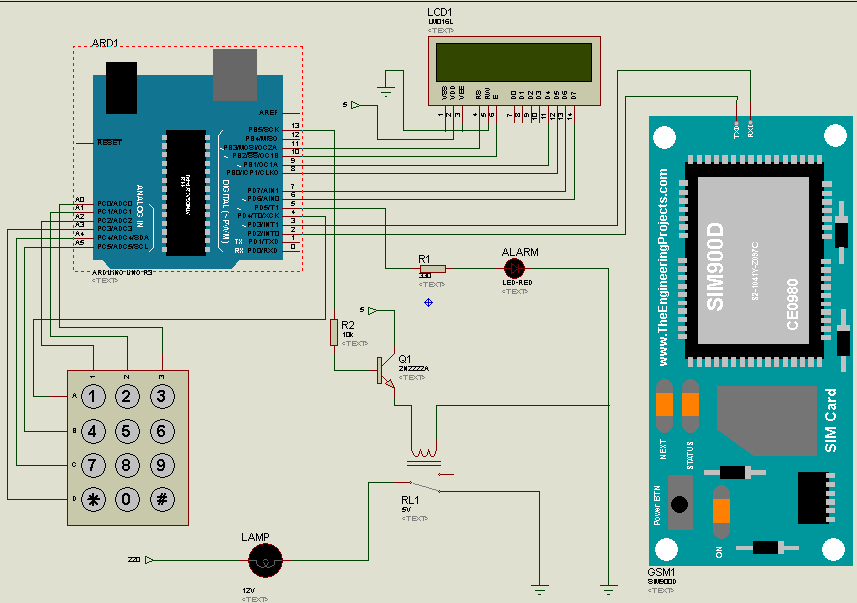 ARD1
<TEXT>
ARDUINO UNO R3
RESET
AREF
PB5/SCK
PB4/MISO
PB3/MOSI/OC2A
PB2/SS/OC1B
PB1/OC1A
PB0/ICP1/CLKO
PD7/AIN1
PD6/AIN0
PD5/T1
PD4/T0/XCK
PD3/INT1
PD2/INT0
PD1/TXD
PD0/RXD
TX
RX
13
12
11
10
9
8
7
6
5
4
3
2
1
0
DIGITAL (~PWM)
ANALOG IN
A0
A1
A2
A3
A4
A5
PC0/ADC0
PC1/ADC1
PC2/ADC2
PC3/ADC3
PC4/ADC4/SDA
PC5/ADC5/SCL
LCD1
LM016L
<TEXT>
VSS
VDD
VEE
RS
RW
E
D0
D1
D2
D3
D4
D5
D6
D7
1
2
3
4
5
6
7
8
9
10
11
12
13
14
5
R1
330
<TEXT>
ALARM
LED-RED
<TEXT>
5
R2
10k
<TEXT>
Q1
2N2222A
<TEXT>
RL1
5V
<TEXT>
LAMP
12V
<TEXT>
220
1
2
3
A
B
C
D
1 2 3
4 5 6
7 8 9
* 0 #
TXD
RXD
www.TheEngineeringProjects.com
SIM900D
S2-1041Y-Z097C
CE0980
SIM Card
NEXT
STATUS
Power BTN
ON
GSM1
SIM900D
<TEXT>